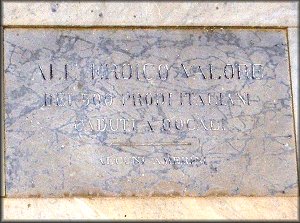 ALL'EROICO VALORE
DEI 500 PRODI ITALIANI
CADUTI A DOGALI